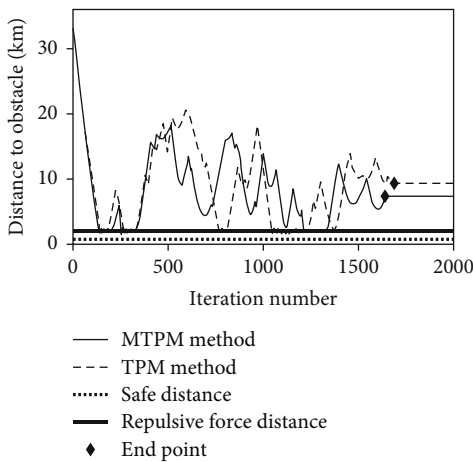 Distance to obstacle (km)
30
20
10
0
0
500
1000
1500
2000
Iteration number
MTPM method
TPM method
Safe distance
Repulsive force distance
End point